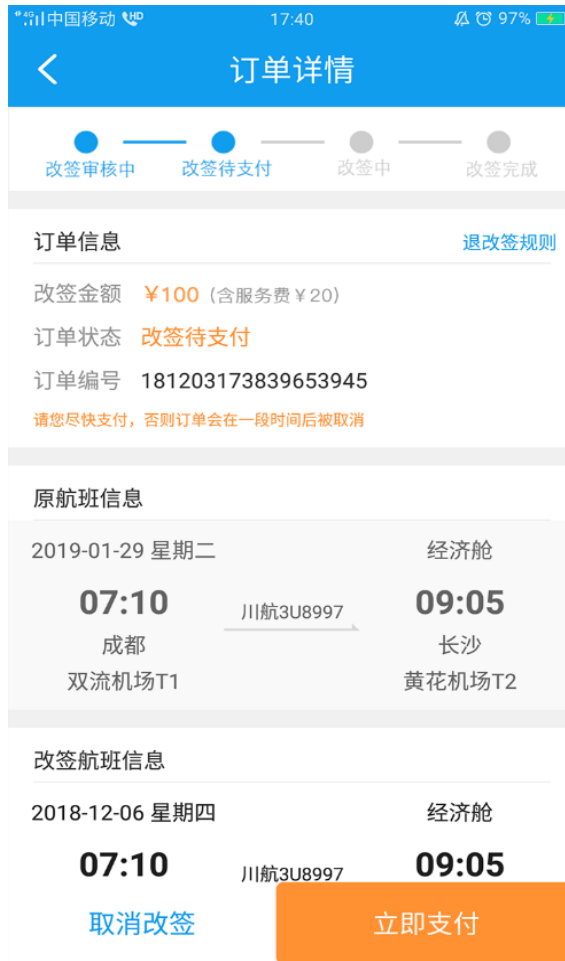 4G 中国移动 HD 17:40 97%
订单详情
改签审核中 改签待支付 改签中 改签完成
订单信息 退改签规则
改签金额 ￥100 (含服务费￥20)
订单状态 改签待支付
订单编号 181203173839653945
请您尽快支付，否则订单会在一段时间后被取消
原航班信息
2019-01-29 星期二 经济舱
07:10 川航3U8997 09:05
成都 长沙
双流机场T1 黄花机场T2
改签航班信息
2018-12-06 星期四 经济舱
07:10 川航3U8997 09:05
取消改签 立即支付